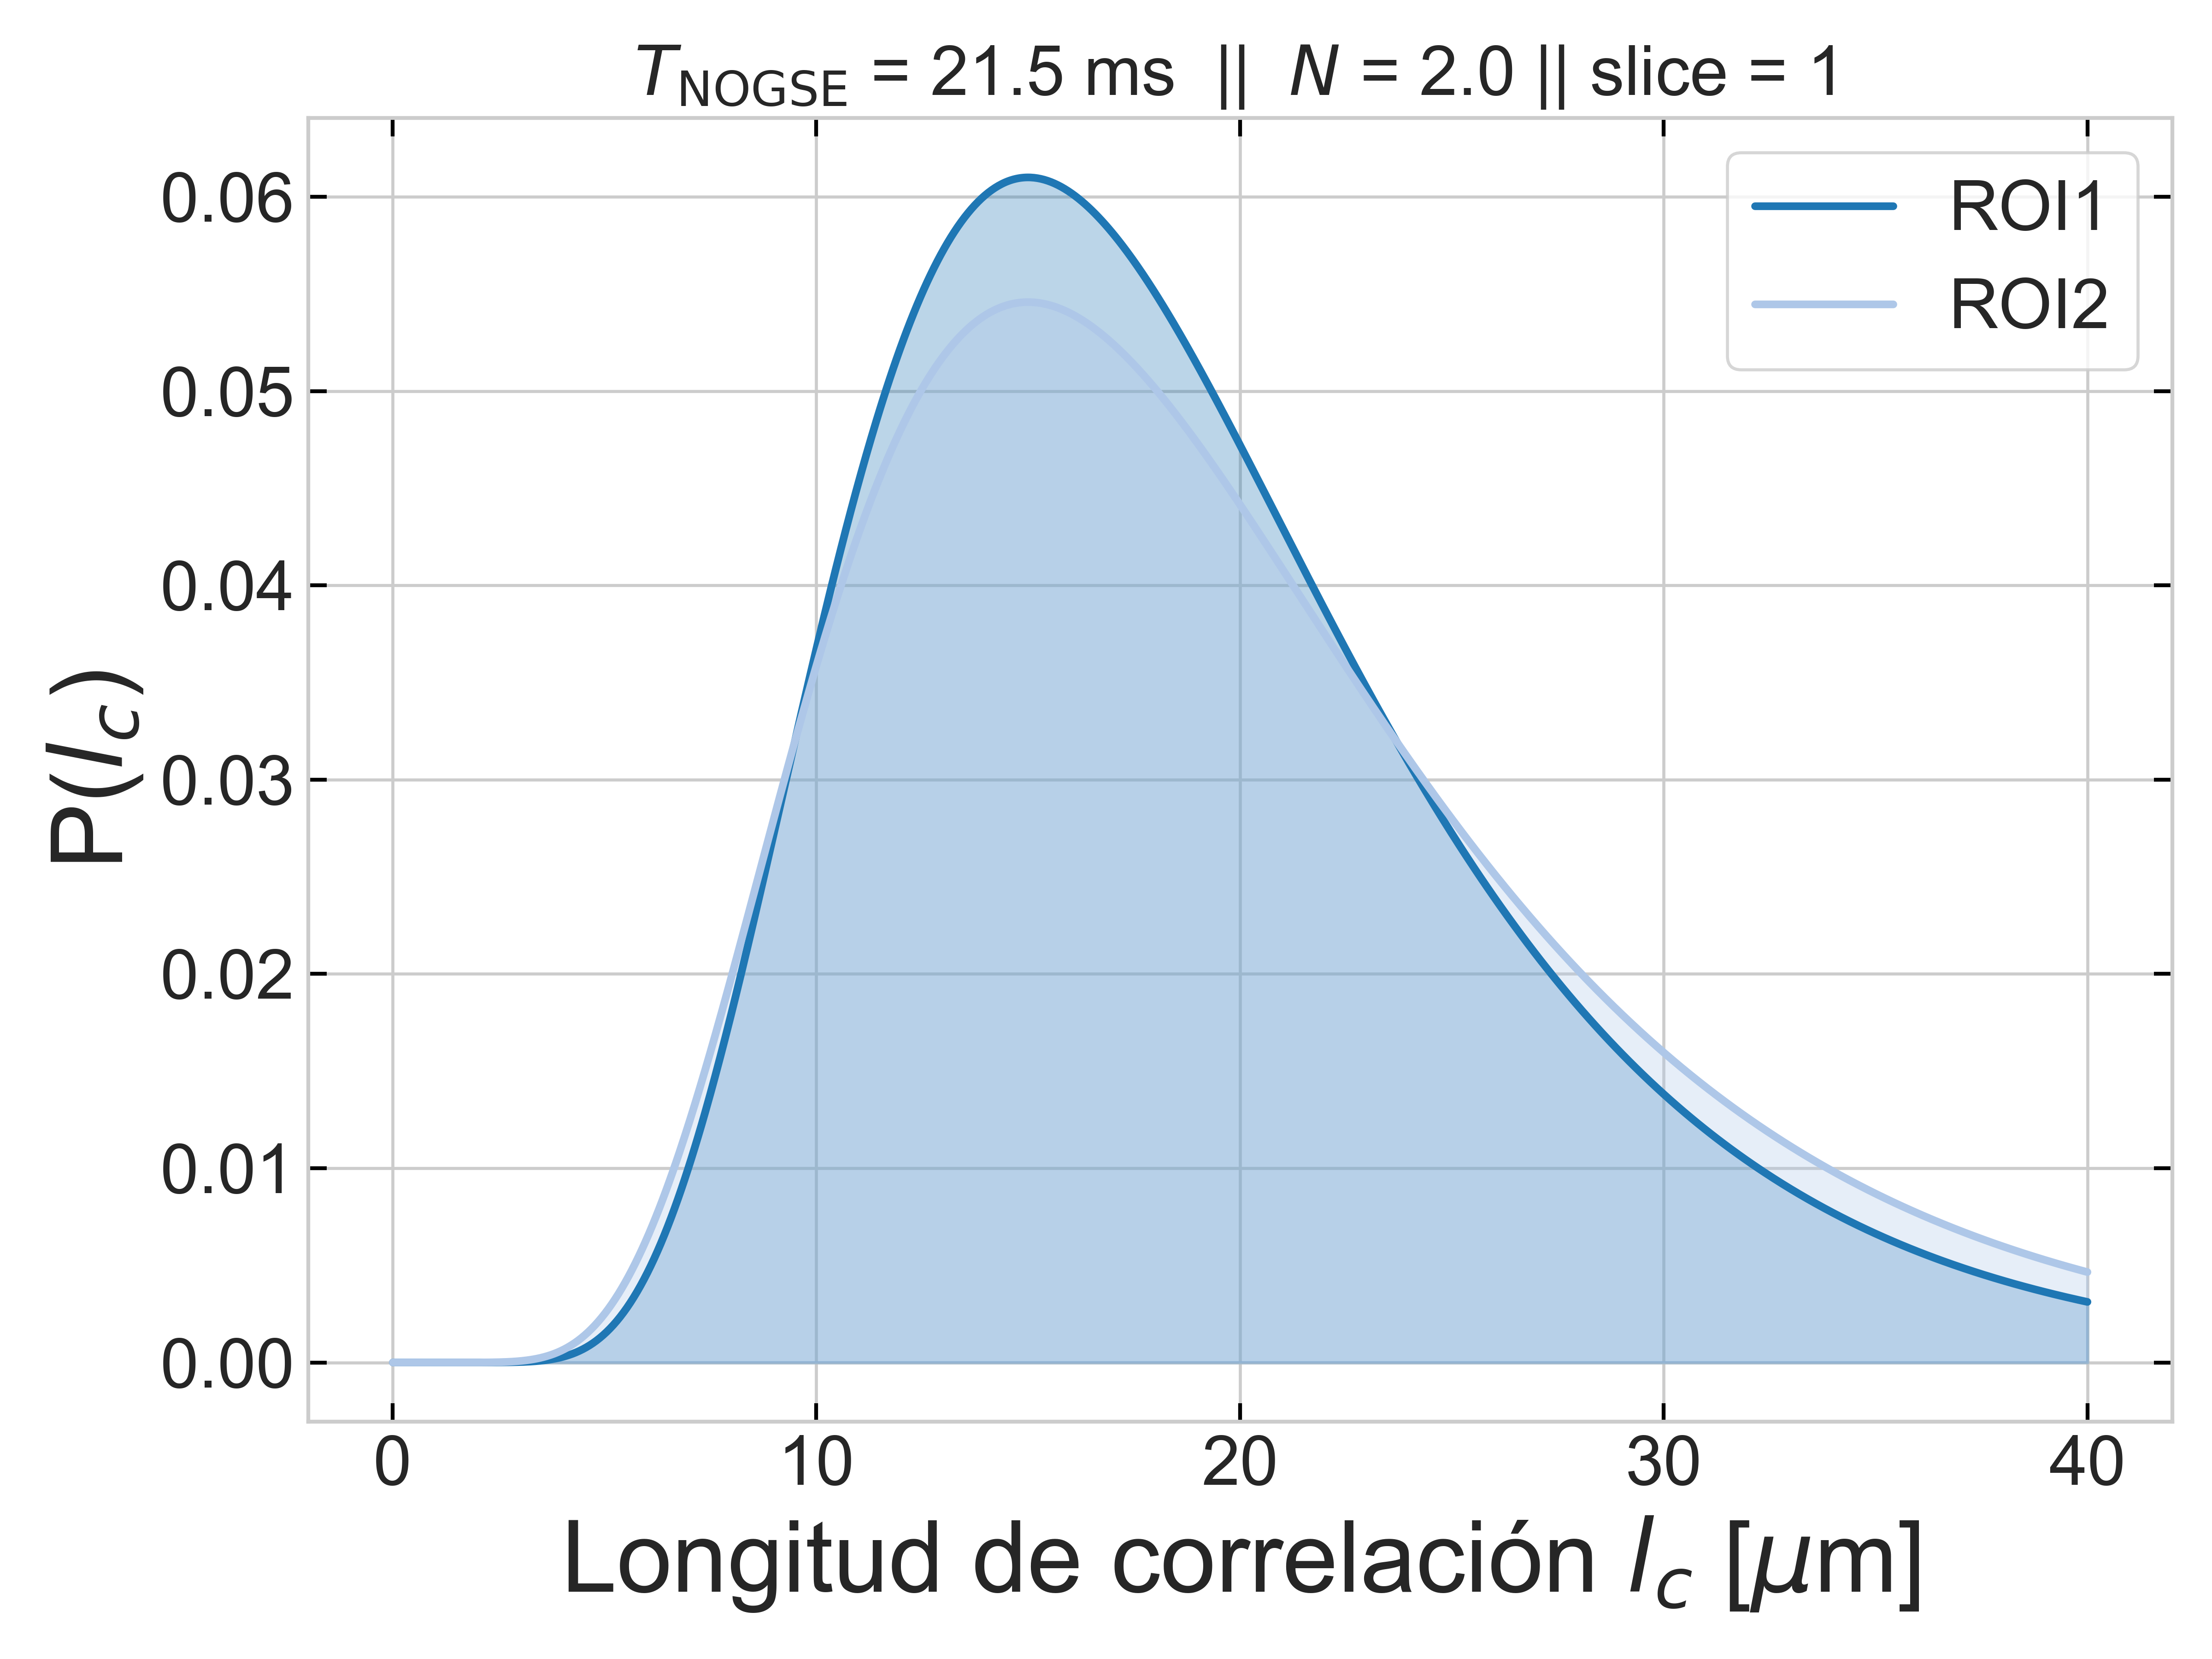 T_NOGSE = 21.5 ms || N = 2.0 || slice = 1
ROI1
ROI2
P(l_c)
0.06
0.05
0.04
0.03
0.02
0.01
0.00
0 10 20 30 40
Longitud de correlación l_c [μm]